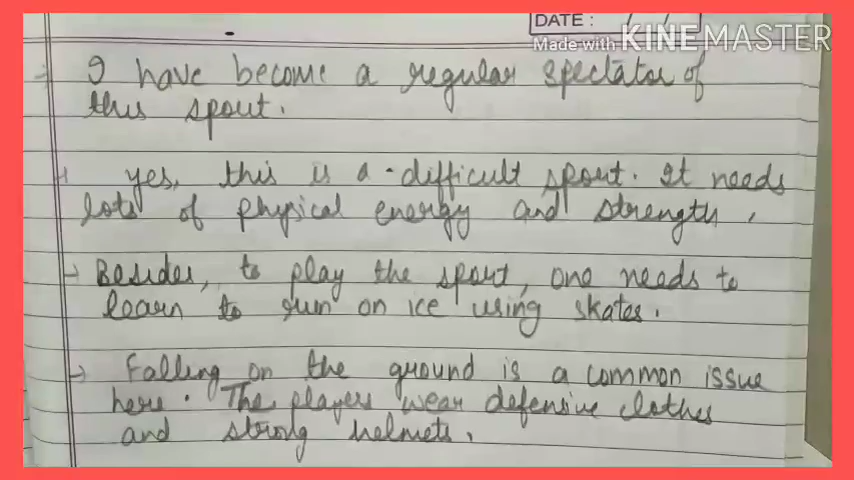 DATE : / /
Made with KINEMASTER
→ I have become a regular spectator of
this sport.
→ yes, this is a difficult sport. It needs
lots of physical energy and strength,
→ Besides, to play the sport, one needs to
learn to run on ice using skates.
→ Falling on the ground is a common issue
here. The players wear defensive clothes
and strong helmets.